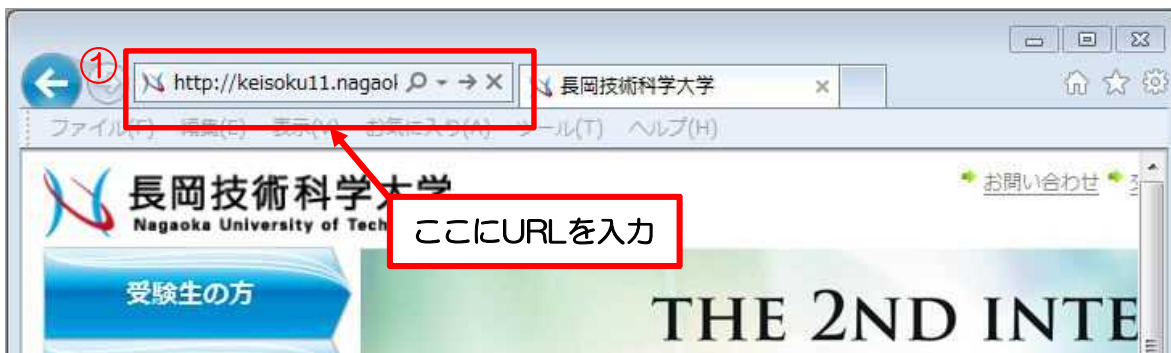 ①
http://keisoku11.nagaol
長岡技術科学大学
ファイル(F) 編集(E) 表示(V) お気に入り(A) ツール(T) ヘルプ(H)
長岡技術科学大学
お問い合わせ
Nagaoka University of Tech
ここにURLを入力
受験生の方
THE 2ND INTE